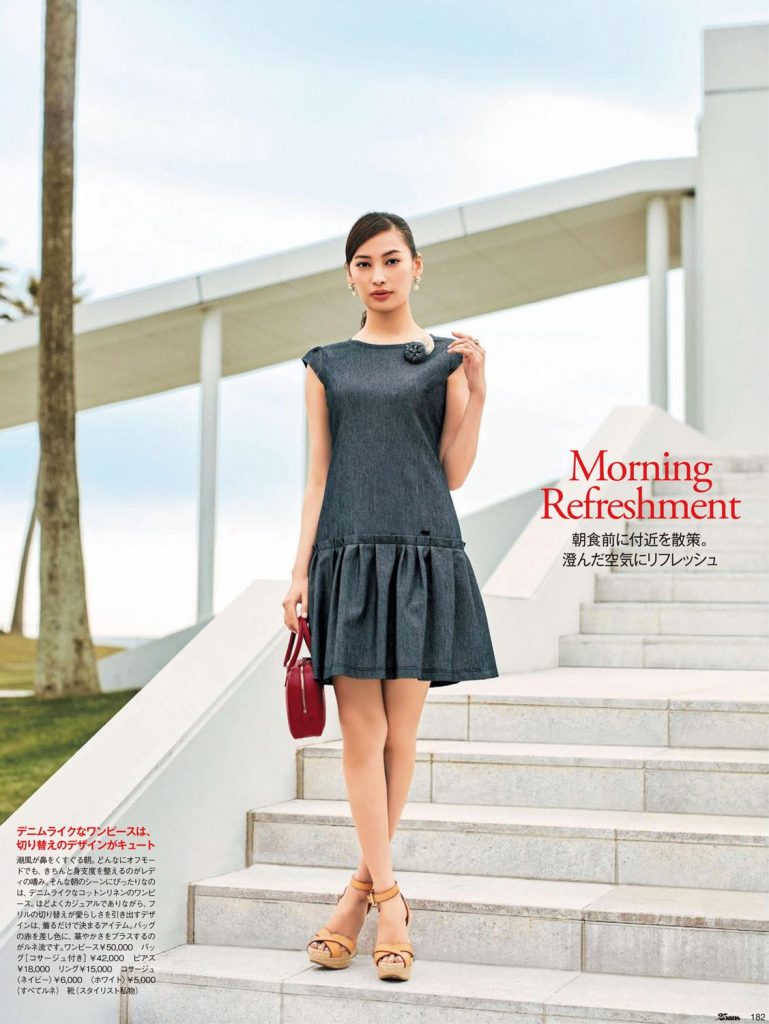 Morning
Refreshment
朝食前に付近を散策。
澄んだ空気にリフレッシュ
デニムライクなワンピースは、
切り替えのデザインがキュート
潮風が鼻をくすぐる朝。どんなにオフモー
ドでも、きちんと身支度を整えるのがレデ
ィの嗜み。そんな朝のシーンにぴったりなの
は、デニムライクなコットンリネンのワンピ
ース。ほどよくカジュアルでありながら、フ
リルの切り替えが愛らしさを引き出すデザ
インは、着るだけで決まるアイテム。バッグ
の赤を差し色に、華やかさをプラスするの
がルネ流です。ワンピース¥50,000 バッ
グ[コサージュ付き]¥42,000 ピアス
¥18,000 リング¥15,000 コサージュ
〈ネイビー〉¥6,000 〈ホワイト〉¥5,000
(すべてルネ) 靴(スタイリスト私物)
25ans 182